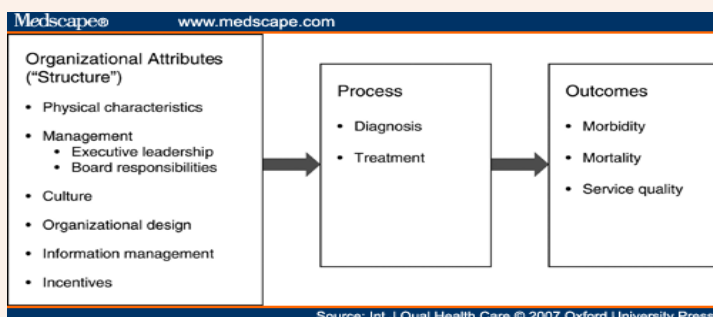 Medscape® www.medscape.com
Organizational Attributes
("Structure")
• Physical characteristics
• Management
• Executive leadership
• Board responsibilities
• Culture
• Organizational design
• Information management
• Incentives
Process
• Diagnosis
• Treatment
Outcomes
• Morbidity
• Mortality
• Service quality
Source: Int J Qual Health Care © 2007 Oxford University Press